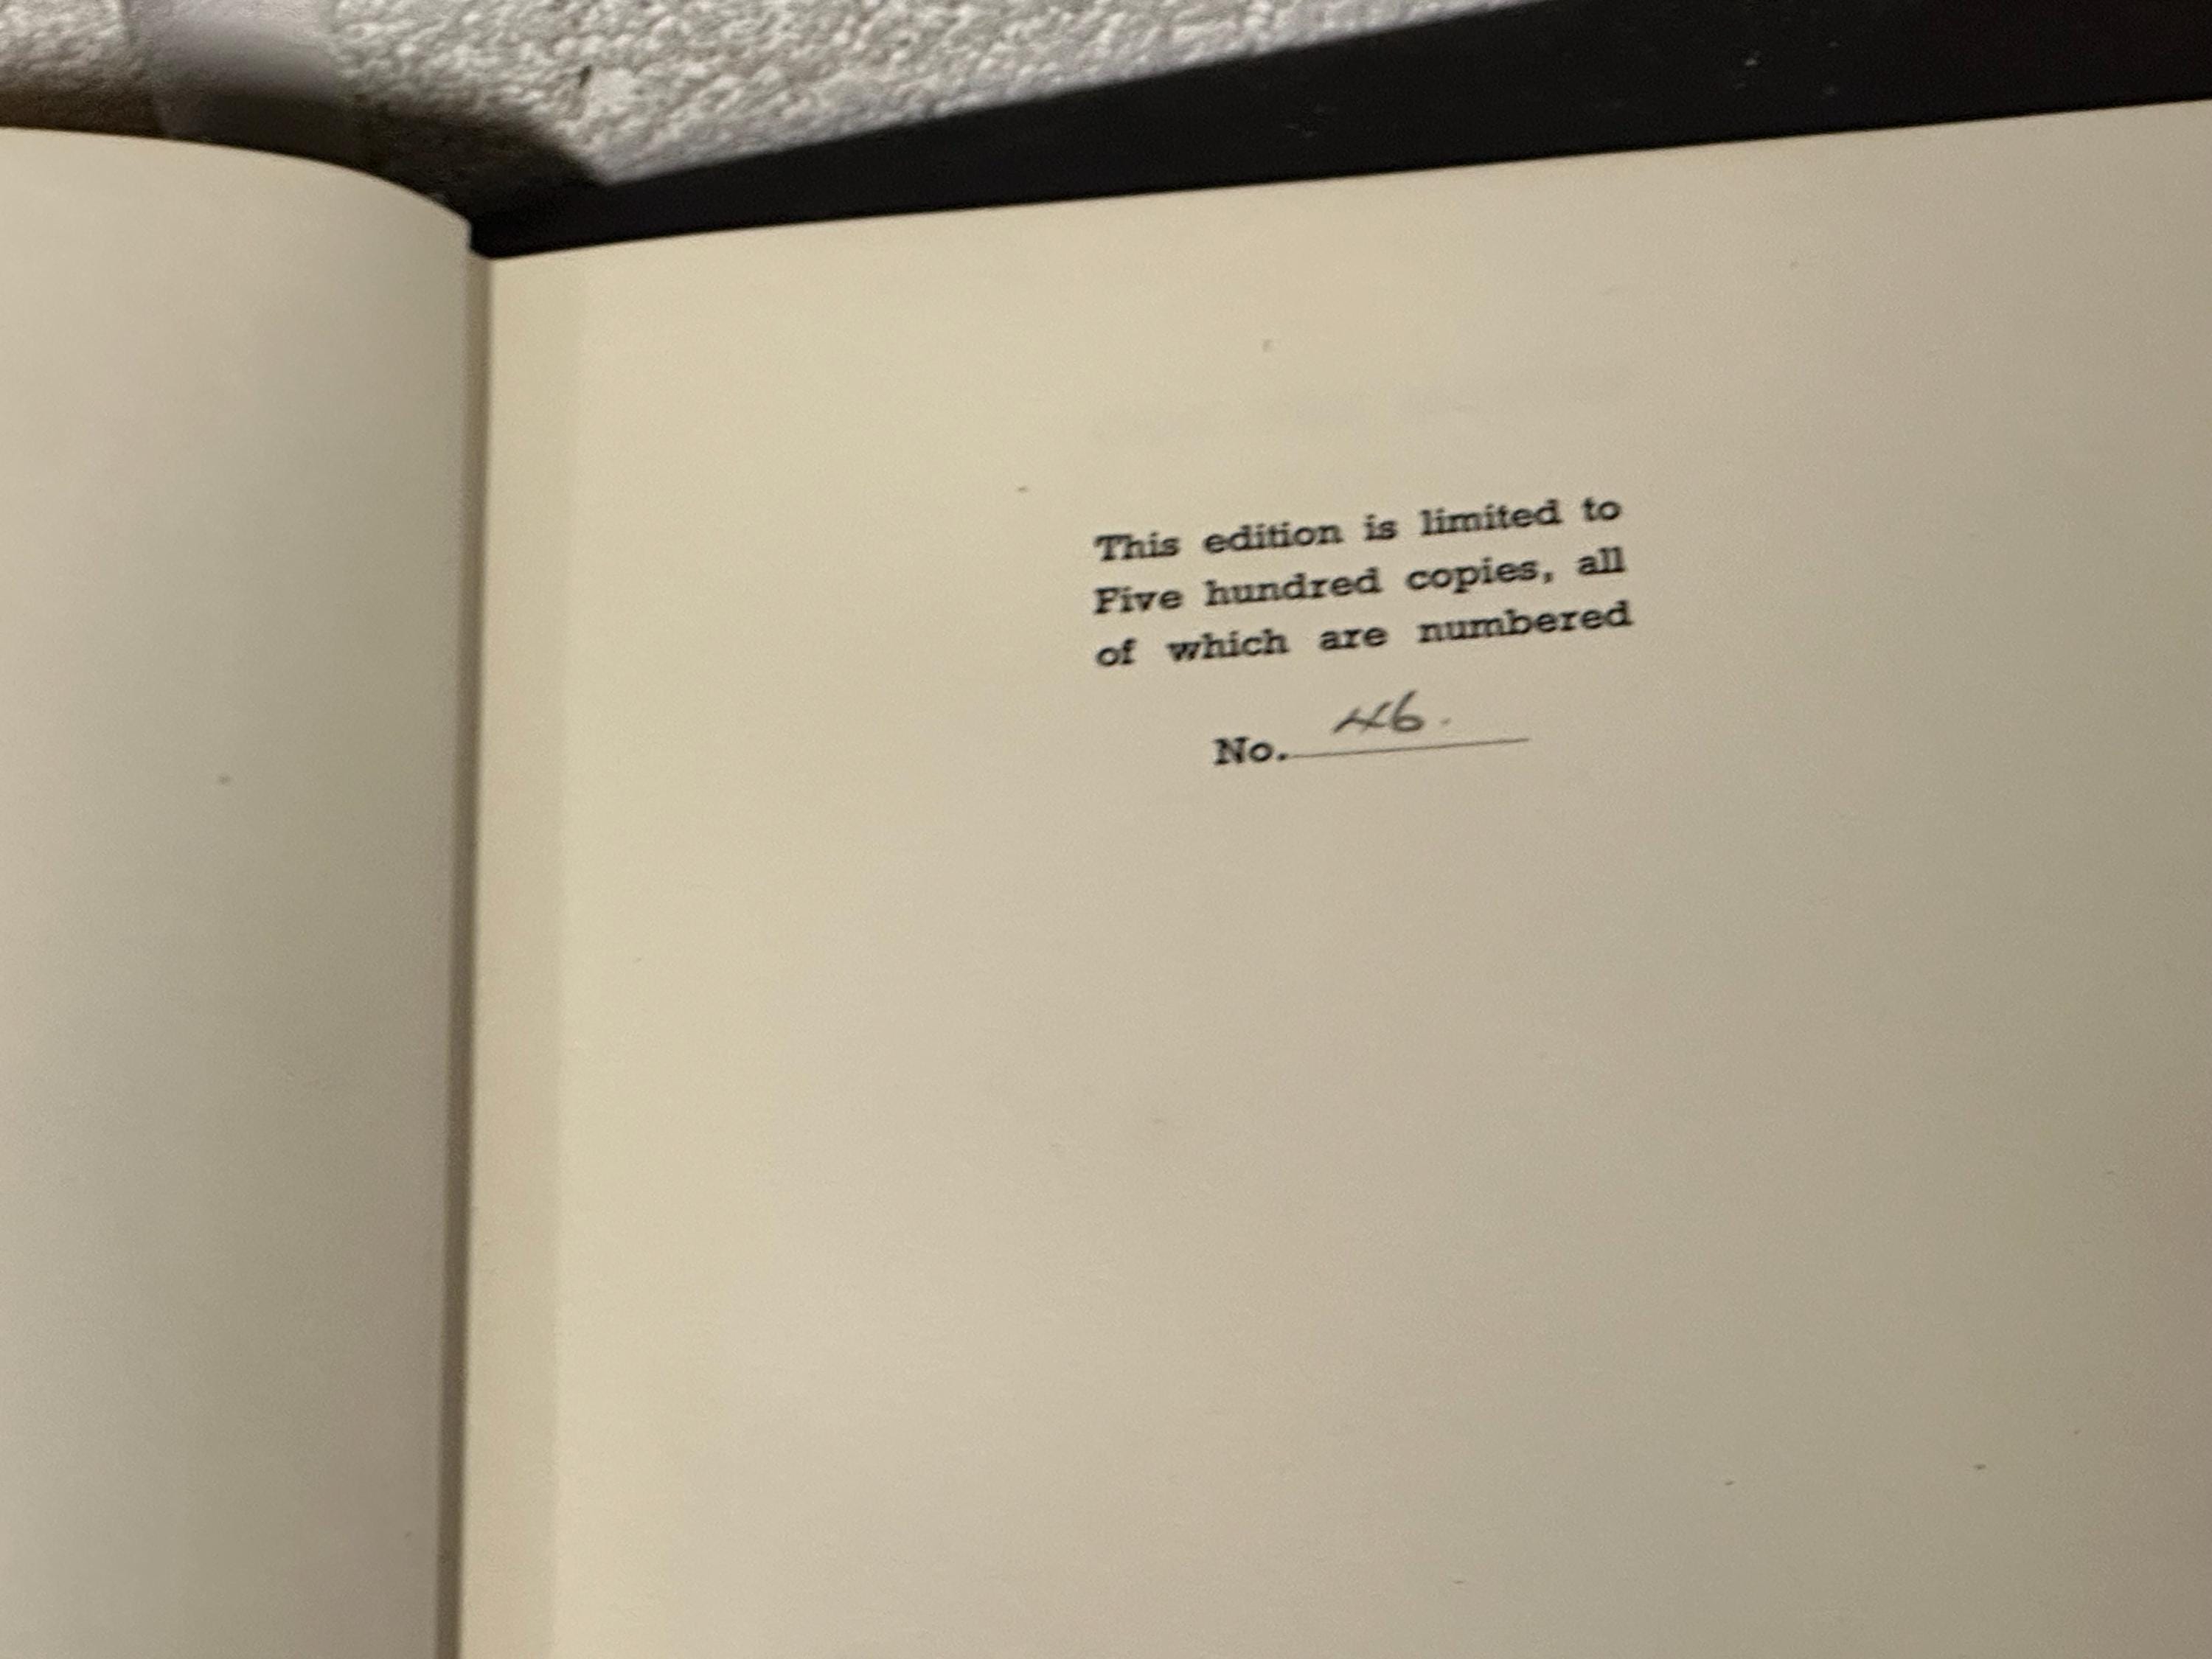 This edition is limited to
Five hundred copies, all
of which are numbered
No. 46.